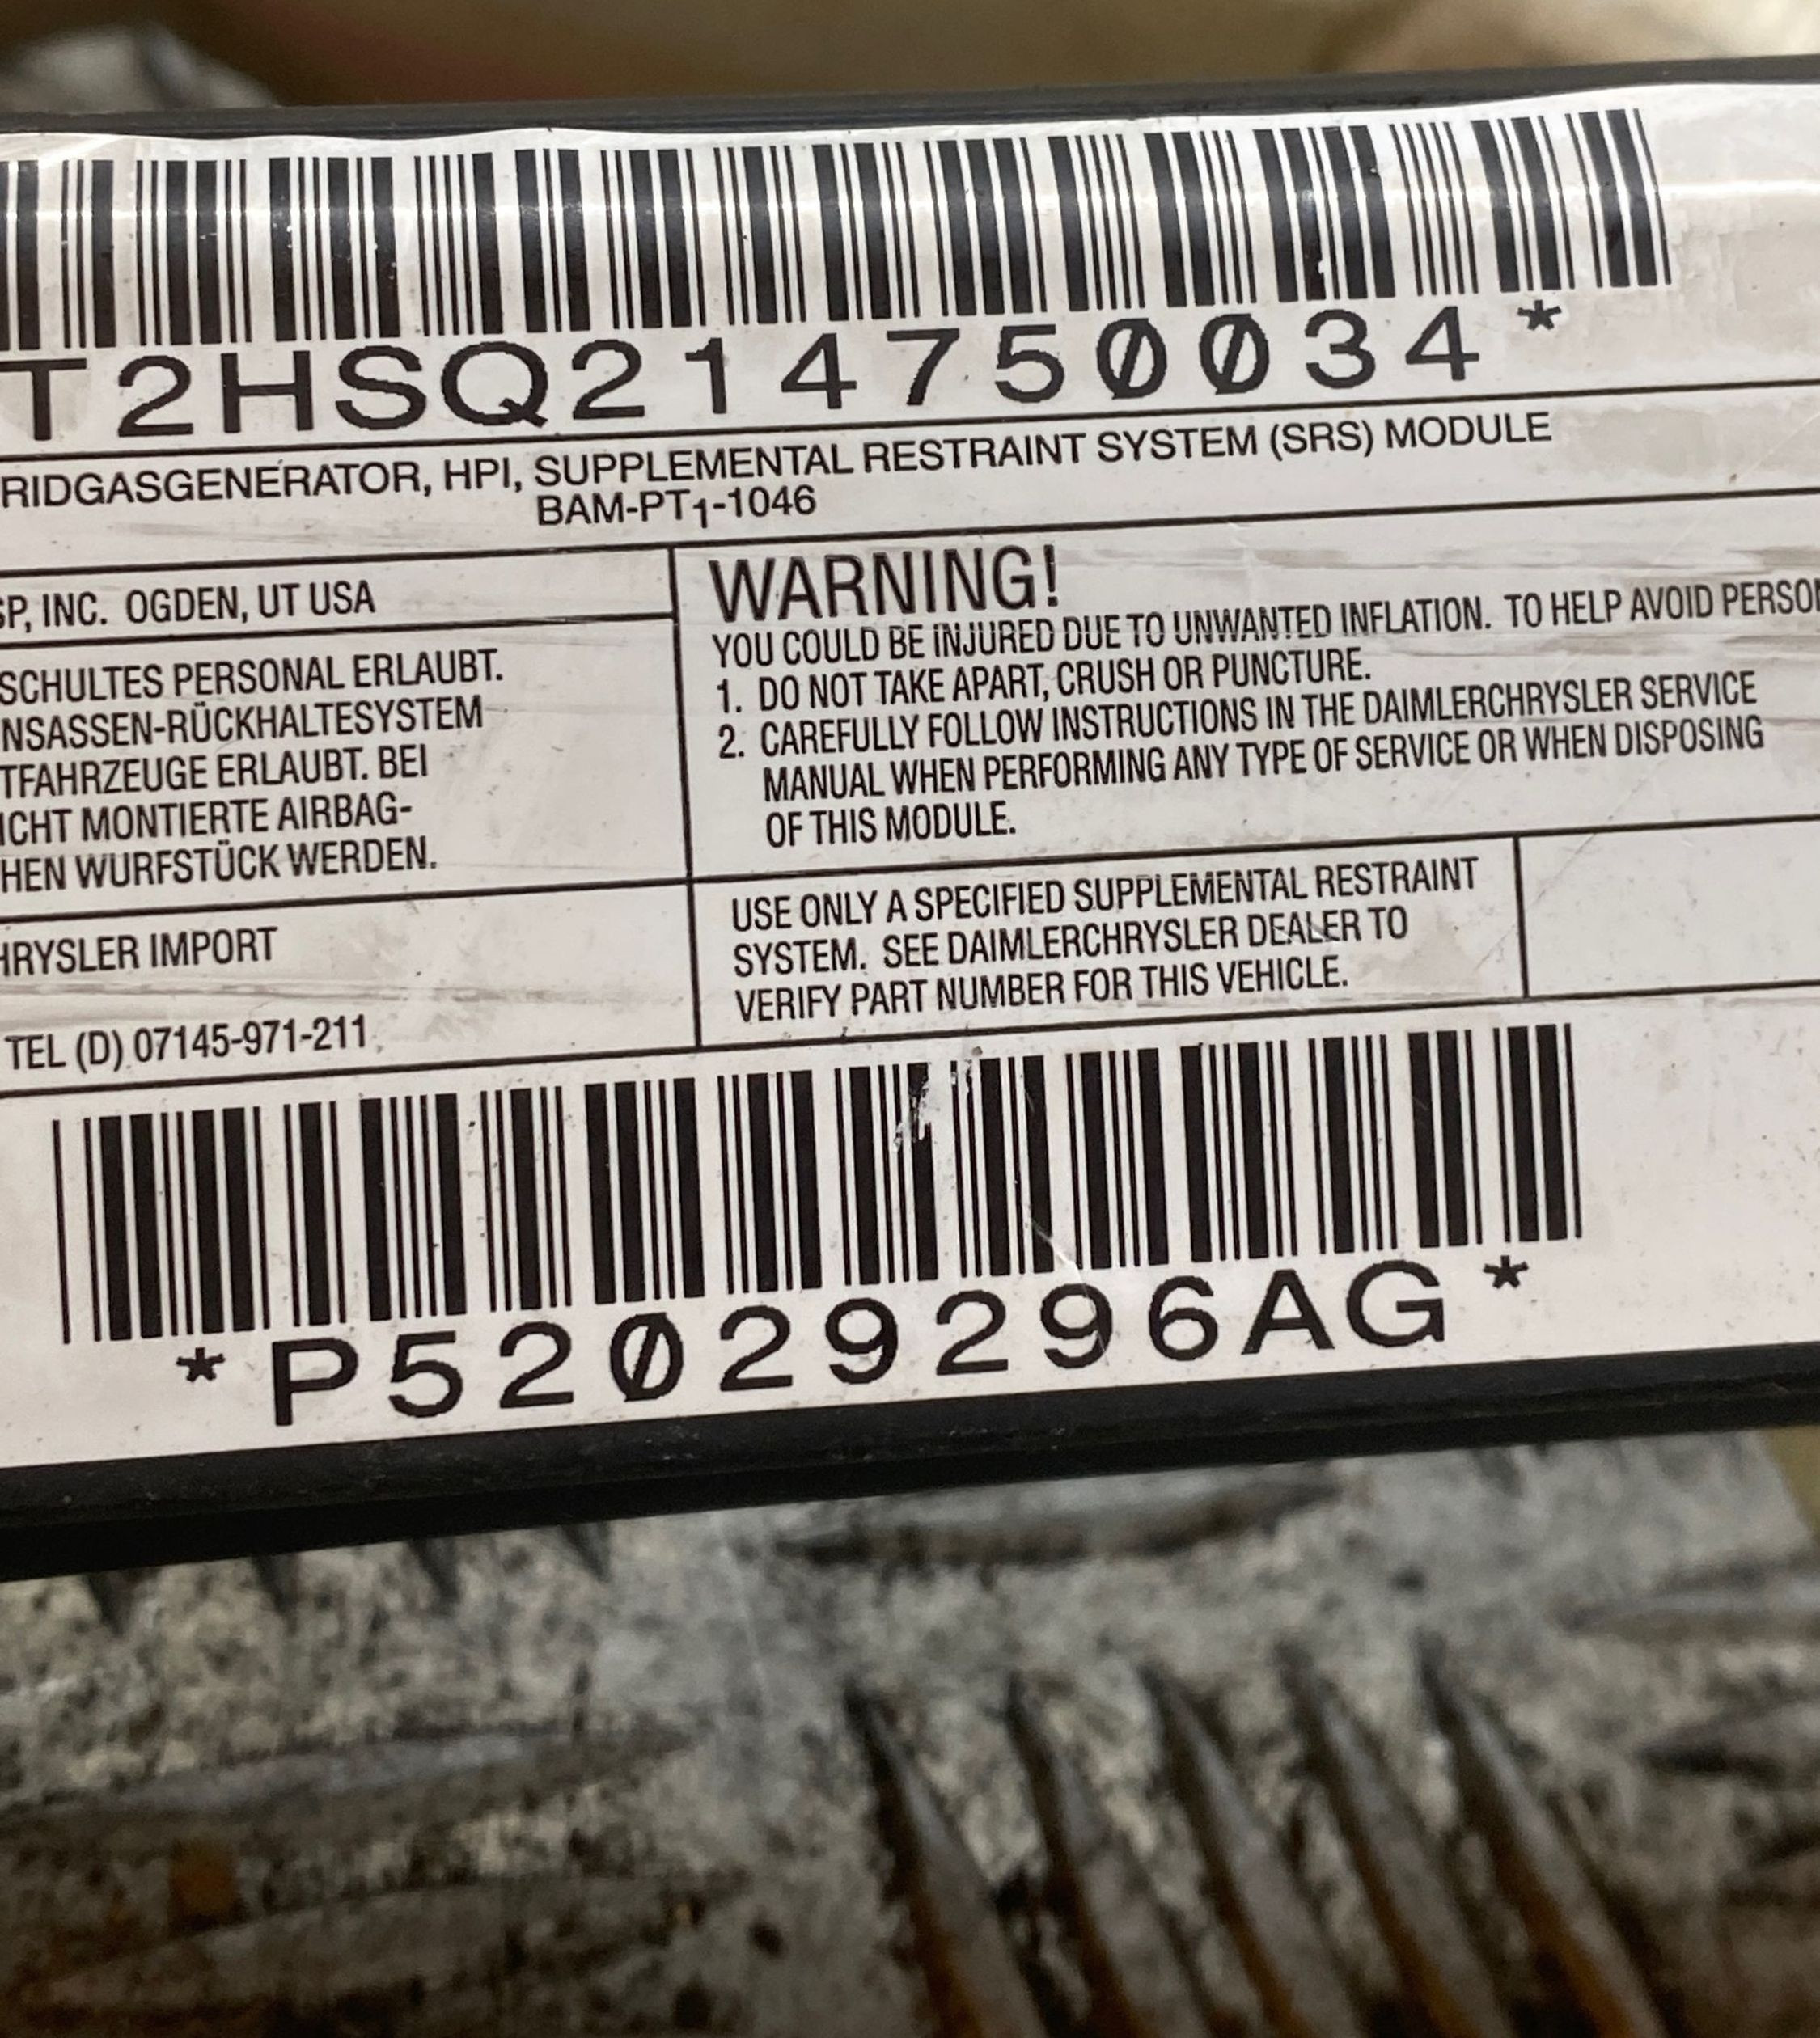 T2HSQ214750034*
RIDGASGENERATOR, HPI, SUPPLEMENTAL RESTRAINT SYSTEM (SRS) MODULE
BAM-PT1-1046
SP, INC. OGDEN, UT USA
SCHULTES PERSONAL ERLAUBT.
NSASSEN-RÜCKHALTESYSTEM
TFAHRZEUGE ERLAUBT. BEI
ICHT MONTIERTE AIRBAG-
HEN WURFSTÜCK WERDEN.
HRYSLER IMPORT
TEL (D) 07145-971-211
WARNING!
YOU COULD BE INJURED DUE TO UNWANTED INFLATION. TO HELP AVOID PERSON
1. DO NOT TAKE APART, CRUSH OR PUNCTURE.
2. CAREFULLY FOLLOW INSTRUCTIONS IN THE DAIMLERCHRYSLER SERVICE
MANUAL WHEN PERFORMING ANY TYPE OF SERVICE OR WHEN DISPOSING
OF THIS MODULE.
USE ONLY A SPECIFIED SUPPLEMENTAL RESTRAINT
SYSTEM. SEE DAIMLERCHRYSLER DEALER TO
VERIFY PART NUMBER FOR THIS VEHICLE.
*P52029296AG*